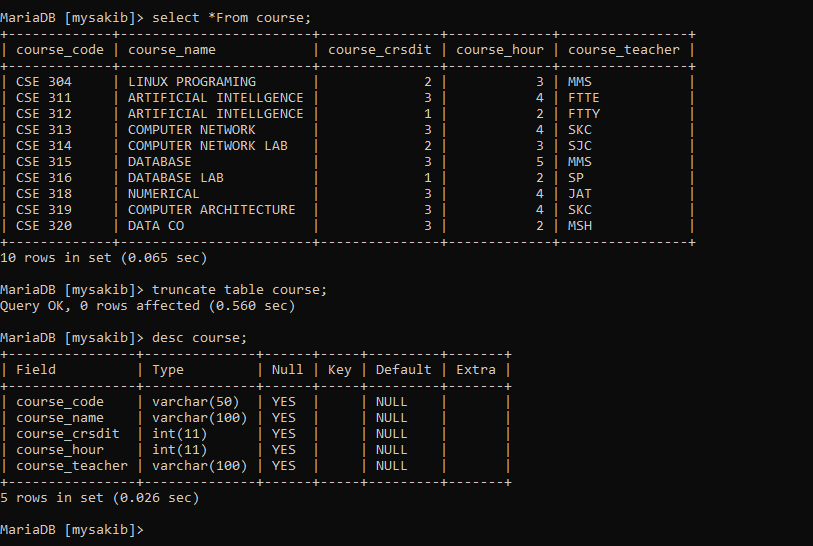 MariaDB [mysakib]> select *From course;
+-------------+------------------------+----------------+-------------+----------------+
| course_code | course_name            | course_crsdit | course_hour | course_teacher |
+-------------+------------------------+----------------+-------------+----------------+
| CSE 304     | LINUX PROGRAMING       |             2 |           3 | MMS            |
| CSE 311     | ARTIFICIAL INTELLGENCE |             3 |           4 | FTTE           |
| CSE 312     | ARTIFICIAL INTELLGENCE |             1 |           2 | FTTY           |
| CSE 313     | COMPUTER NETWORK       |             3 |           4 | SKC            |
| CSE 314     | COMPUTER NETWORK LAB   |             2 |           3 | SJC            |
| CSE 315     | DATABASE               |             3 |           5 | MMS            |
| CSE 316     | DATABASE LAB           |             1 |           2 | SP             |
| CSE 318     | NUMERICAL              |             3 |           4 | JAT            |
| CSE 319     | COMPUTER ARCHITECTURE  |             3 |           4 | SKC            |
| CSE 320     | DATA CO                |             3 |           2 | MSH            |
+-------------+------------------------+----------------+-------------+----------------+
10 rows in set (0.065 sec)
MariaDB [mysakib]> truncate table course;
Query OK, 0 rows affected (0.560 sec)
MariaDB [mysakib]> desc course;
+----------------+--------------+------+-----+---------+-------+
| Field          | Type         | Null | Key | Default | Extra |
+----------------+--------------+------+-----+---------+-------+
| course_code    | varchar(50)  | YES  |     | NULL    |       |
| course_name    | varchar(100) | YES  |     | NULL    |       |
| course_crsdit  | int(11)      | YES  |     | NULL    |       |
| course_hour    | int(11)      | YES  |     | NULL    |       |
| course_teacher | varchar(100) | YES  |     | NULL    |       |
+----------------+--------------+------+-----+---------+-------+
5 rows in set (0.026 sec)
MariaDB [mysakib]>